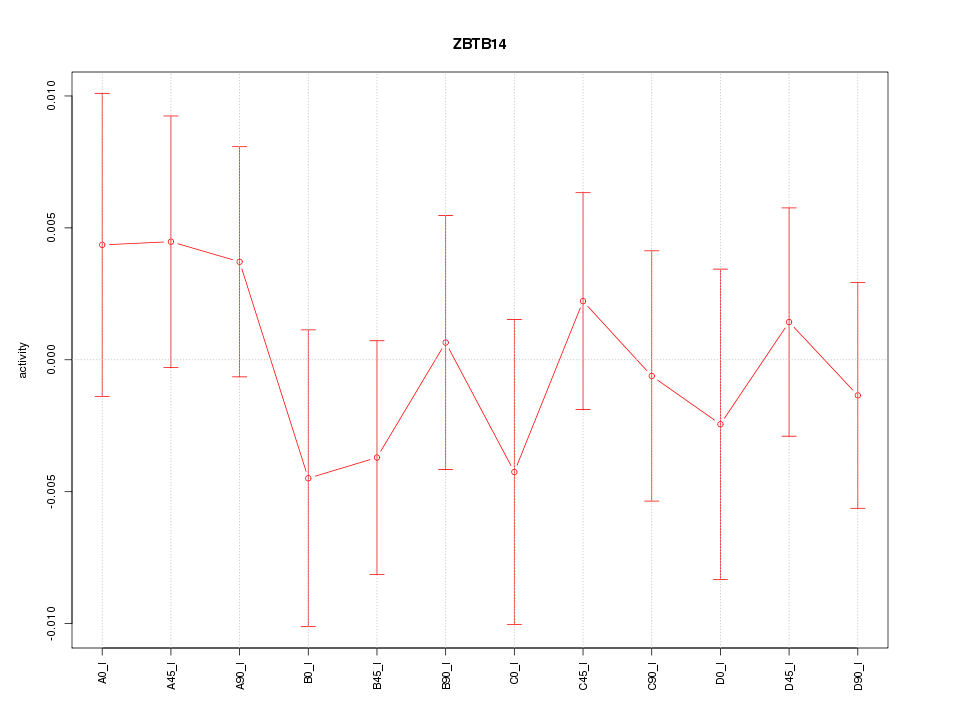 ZBTB14
activity
0.010
0.005
0.000
-0.005
-0.010
A0_I
A45_I
A90_I
B0_I
B45_I
B90_I
C0_I
C45_I
C90_I
D0_I
D45_I
D90_I